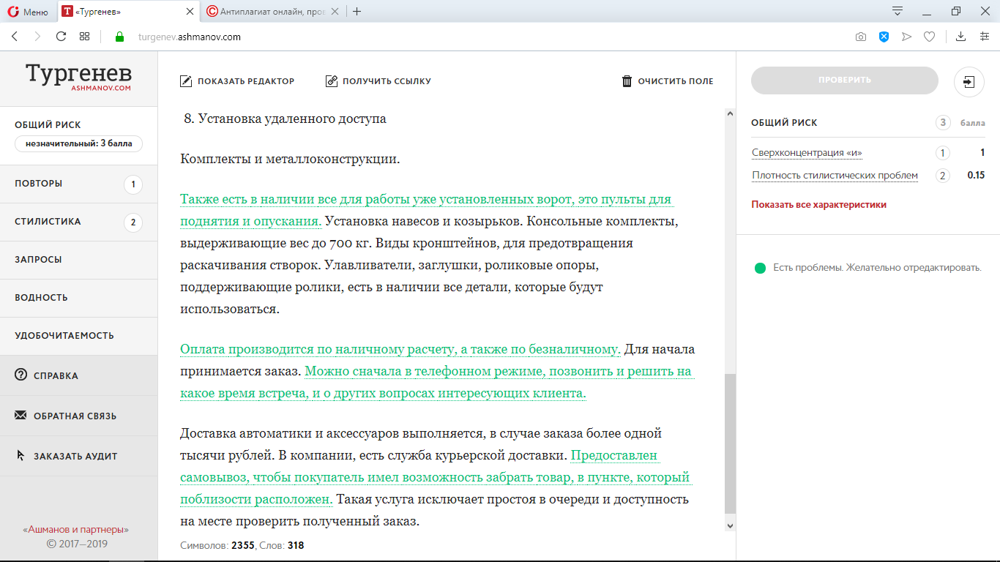 Меню
«Тургенев»
Антиплагиат онлайн, про
turgenev.ashmanov.com
Тургенев
ASHMANOV.COM
ОБЩИЙ РИСК
незначительный: 3 балла
ПОВТОРЫ 1
СТИЛИСТИКА 2
ЗАПРОСЫ
ВОДНОСТЬ
УДОБОЧИТАЕМОСТЬ
СПРАВКА
ОБРАТНАЯ СВЯЗЬ
ЗАКАЗАТЬ АУДИТ
«Ашманов и партнеры»
© 2017—2019
ПОКАЗАТЬ РЕДАКТОР
ПОЛУЧИТЬ ССЫЛКУ
ОЧИСТИТЬ ПОЛЕ
8. Установка удаленного доступа
Комплекты и металлоконструкции.
Также есть в наличии все для работы уже установленных ворот, это пульты для
поднятия и опускания. Установка навесов и козырьков. Консольные комплекты,
выдерживающие вес до 700 кг. Виды кронштейнов, для предотвращения
раскачивания створок. Улавливатели, заглушки, роликовые опоры,
поддерживающие ролики, есть в наличии все детали, которые будут
использоваться.
Оплата производится по наличному расчету, а также по безналичному. Для начала
принимается заказ. Можно сначала в телефонном режиме, позвонить и решить на
какое время встреча, и о других вопросах интересующих клиента.
Доставка автоматики и аксессуаров выполняется, в случае заказа более одной
тысячи рублей. В компании, есть служба курьерской доставки. Предоставлен
самовывоз, чтобы покупатель имел возможность забрать товар, в пункте, который
поблизости расположен. Такая услуга исключает простоя в очереди и доступность
на месте проверить полученный заказ.
Символов: 2355, Слов: 318
ПРОВЕРИТЬ
ОБЩИЙ РИСК 3 балла
Сверхконцентрация «и» 1 1
Плотность стилистических проблем 2 0.15
Показать все характеристики
Есть проблемы. Желательно отредактировать.